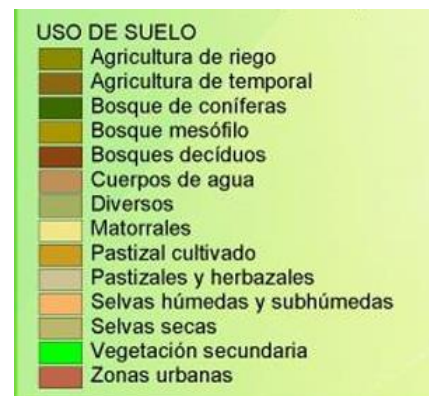 USO DE SUELO
Agricultura de riego
Agricultura de temporal
Bosque de coníferas
Bosque mesófilo
Bosques decíduos
Cuerpos de agua
Diversos
Matorrales
Pastizal cultivado
Pastizales y herbazales
Selvas húmedas y subhúmedas
Selvas secas
Vegetación secundaria
Zonas urbanas